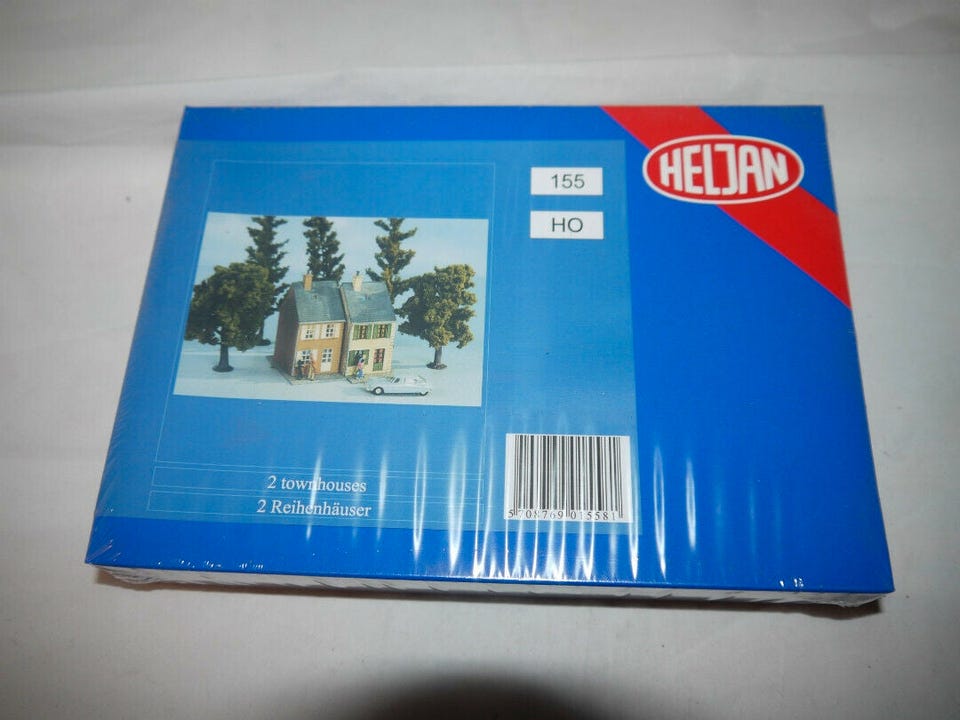 HELJAN
155
HO
2 townhouses
2 Reihenhäuser
5 708769 015581